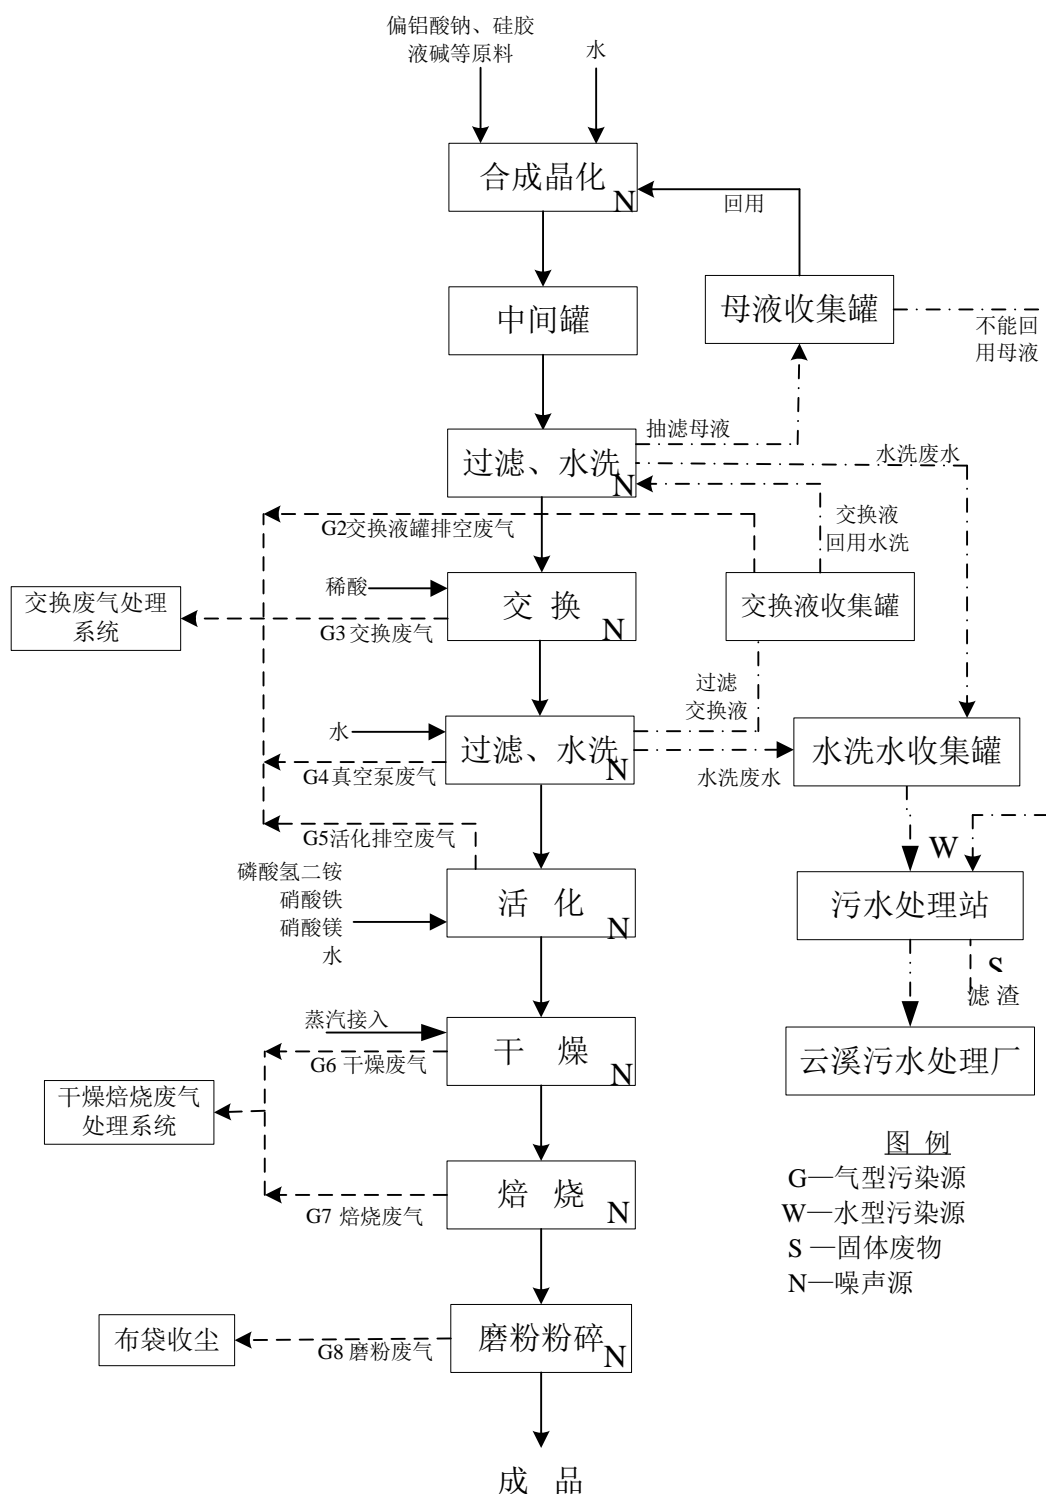 偏铝酸钠、硅胶
液碱等原料
水
合成晶化
N
回用
中间罐
母液收集罐
不能回
用母液
抽滤母液
过滤、水洗
N
水洗废水
交换液
回用水洗
G2交换液罐排空废气
稀酸
交 换
N
交换废气处理
系统
G3 交换废气
交换液收集罐
过滤
交换液
水
过滤、水洗
N
G4真空泵废气
水洗废水
水洗水收集罐
G5活化排空废气
W
磷酸氢二铵
硝酸铁
硝酸镁
水
活 化
N
污水处理站
S
滤 渣
蒸汽接入
干 燥
N
G6 干燥废气
云溪污水处理厂
干燥焙烧废气
处理系统
焙 烧
N
G7 焙烧废气
图 例
G—气型污染源
W—水型污染源
S —固体废物
N—噪声源
布袋收尘
G8 磨粉废气
磨粉粉碎
N
成 品